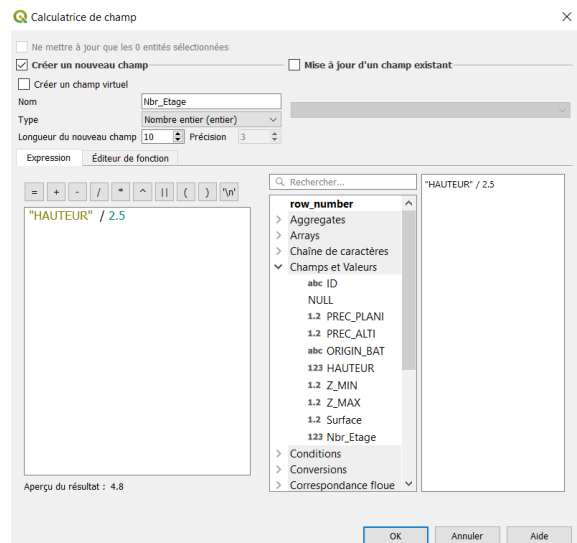 Calculatrice de champ
Ne mettre à jour que les 0 entités sélectionnées
Créer un nouveau champ
Mise à jour d'un champ existant
Créer un champ virtuel
Nom Nbr_Etage
Type Nombre entier (entier)
Longueur du nouveau champ 10 Précision 3
Expression Éditeur de fonction
= + - / * ^ || ( ) '\n'
"HAUTEUR" / 2.5
Aperçu du résultat : 4.8
Rechercher...
row_number
Aggregates
Arrays
Chaîne de caractères
Champs et Valeurs
abc ID
NULL
1.2 PREC_PLANI
1.2 PREC_ALTI
abc ORIGIN_BAT
123 HAUTEUR
1.2 Z_MIN
1.2 Z_MAX
1.2 Surface
123 Nbr_Etage
Conditions
Conversions
Correspondance floue
"HAUTEUR" / 2.5
OK Annuler Aide